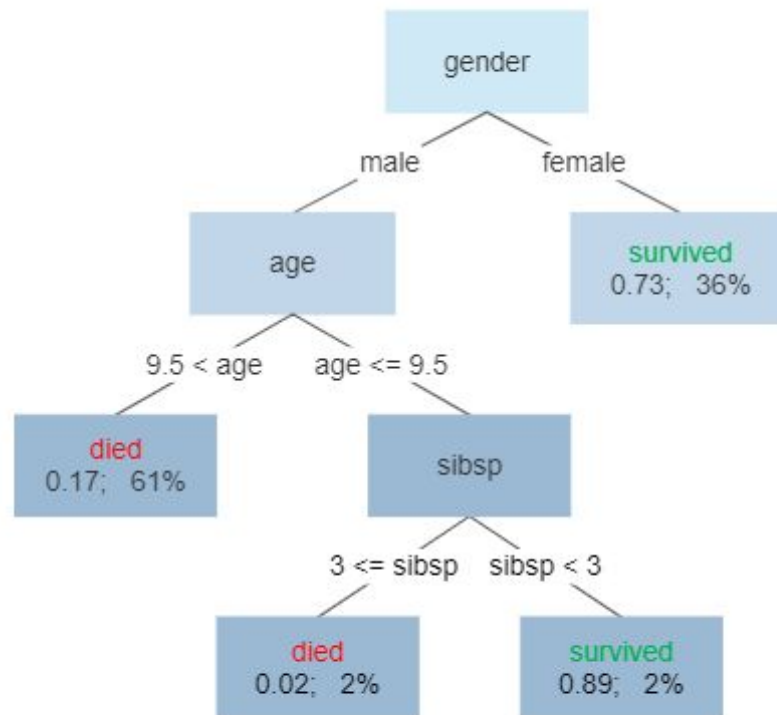 gender
male
female
age
survived
0.73; 36%
9.5 < age
age <= 9.5
died
0.17; 61%
sibsp
3 <= sibsp
sibsp < 3
died
0.02; 2%
survived
0.89; 2%